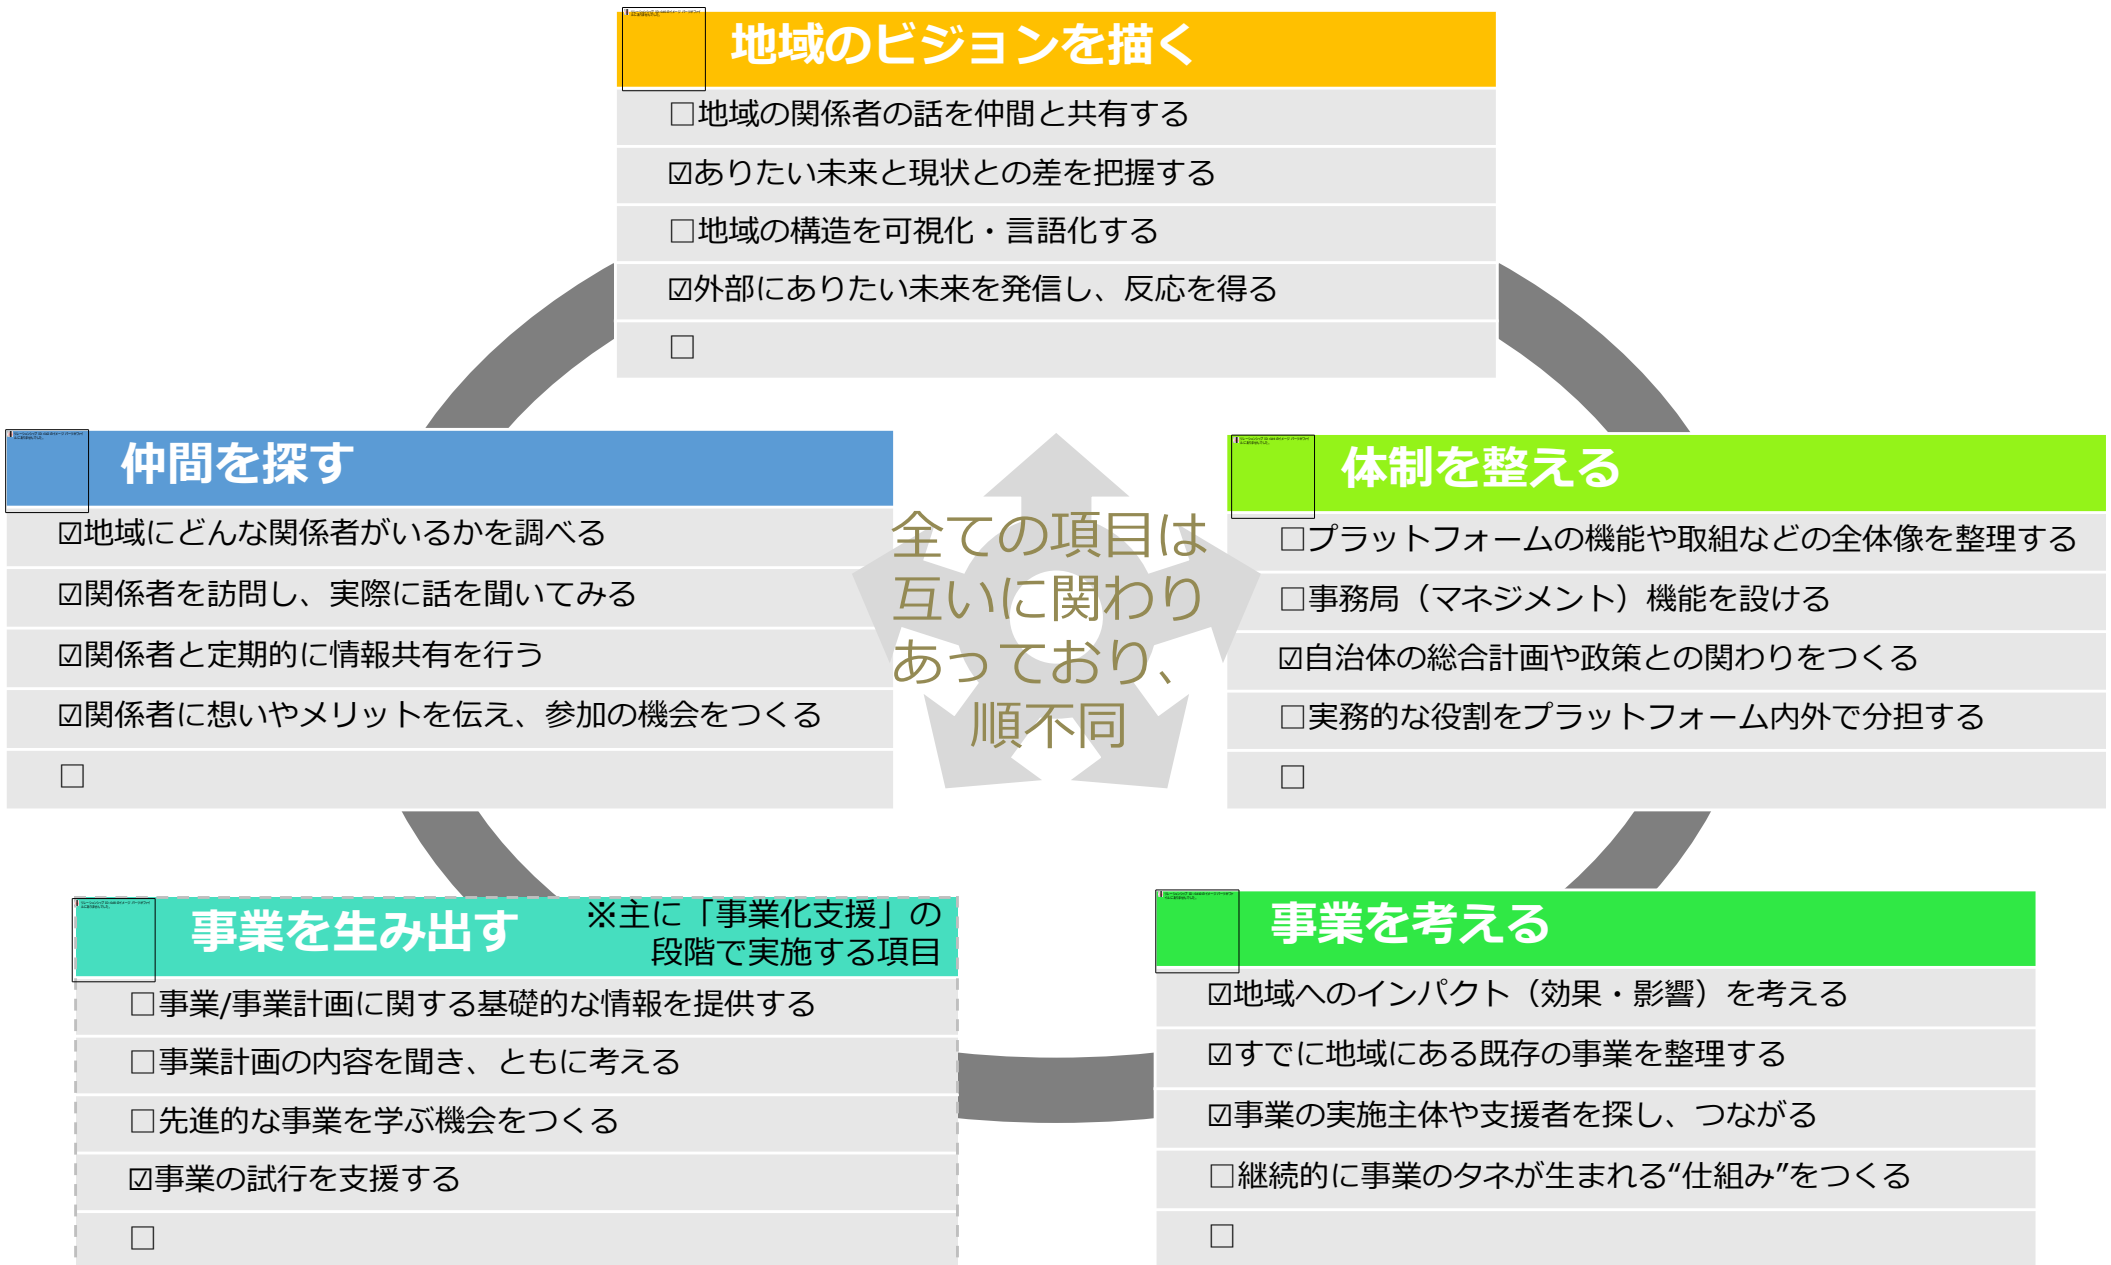 地域のビジョンを描く
□地域の関係者の話を仲間と共有する
☑ありたい未来と現状との差を把握する
□地域の構造を可視化・言語化する
☑外部にありたい未来を発信し、反応を得る
□
仲間を探す
☑地域にどんな関係者がいるかを調べる
☑関係者を訪問し、実際に話を聞いてみる
☑関係者と定期的に情報共有を行う
☑関係者に想いやメリットを伝え、参加の機会をつくる
□
全ての項目は
互いに関わり
あっており、
順不同
体制を整える
□プラットフォームの機能や取組などの全体像を整理する
□事務局（マネジメント）機能を設ける
☑自治体の総合計画や政策との関わりをつくる
□実務的な役割をプラットフォーム内外で分担する
□
事業を生み出す
※主に「事業化支援」の
段階で実施する項目
□事業/事業計画に関する基礎的な情報を提供する
□事業計画の内容を聞き、ともに考える
□先進的な事業を学ぶ機会をつくる
☑事業の試行を支援する
□
事業を考える
☑地域へのインパクト（効果・影響）を考える
☑すでに地域にある既存の事業を整理する
☑事業の実施主体や支援者を探し、つながる
□継続的に事業のタネが生まれる“仕組み”をつくる
□